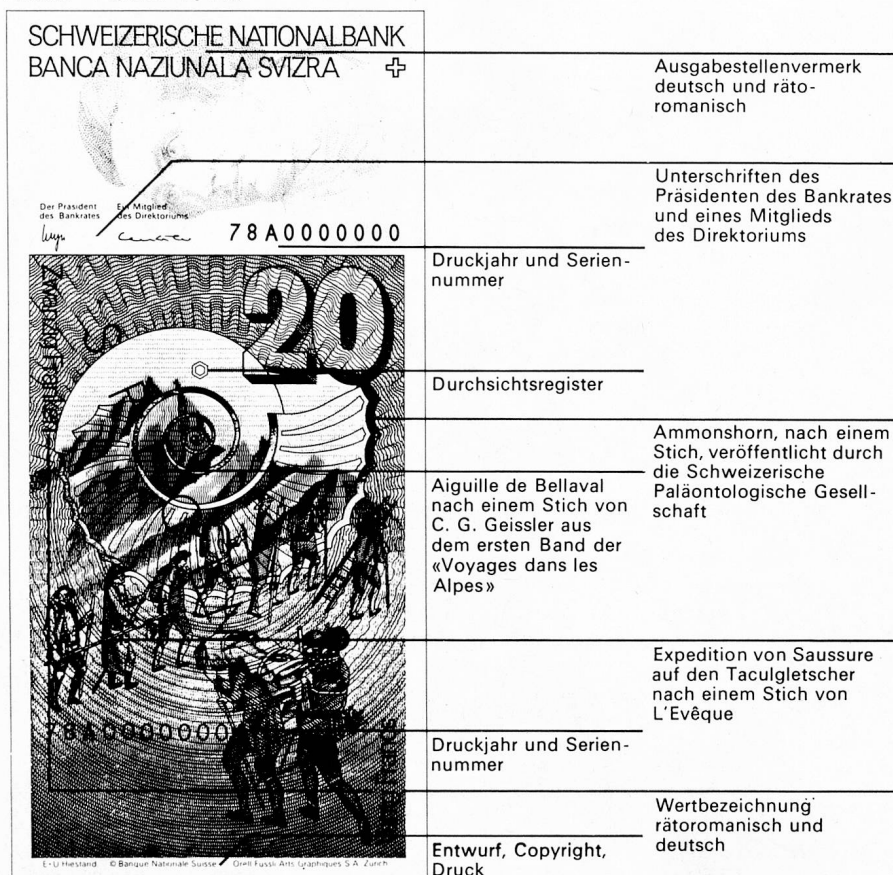 SCHWEIZERISCHE NATIONALBANK
BANCA NAZIUNALA SVIZRA
Der Präsident
des Bankrates
Ein Mitglied
des Direktoriums
78A0000000
20
Zwanzig Franken
78A0000000
E+U Hiestand © Banque Nationale Suisse Orell Füssli Arts Graphiques S.A. Zürich
Ausgabestellenvermerk
deutsch und räto-
romanisch
Unterschriften des
Präsidenten des Bankrates
und eines Mitglieds
des Direktoriums
Druckjahr und Serien-
nummer
Durchsichtsregister
Ammonshorn, nach einem
Stich, veröffentlicht durch
die Schweizerische
Paläontologische Gesell-
schaft
Aiguille de Bellaval
nach einem Stich von
C. G. Geissler aus
dem ersten Band der
«Voyages dans les
Alpes»
Expedition von Saussure
auf den Taculgletscher
nach einem Stich von
L'Evêque
Druckjahr und Serien-
nummer
Wertbezeichnung
rätoromanisch und
deutsch
Entwurf, Copyright,
Druck